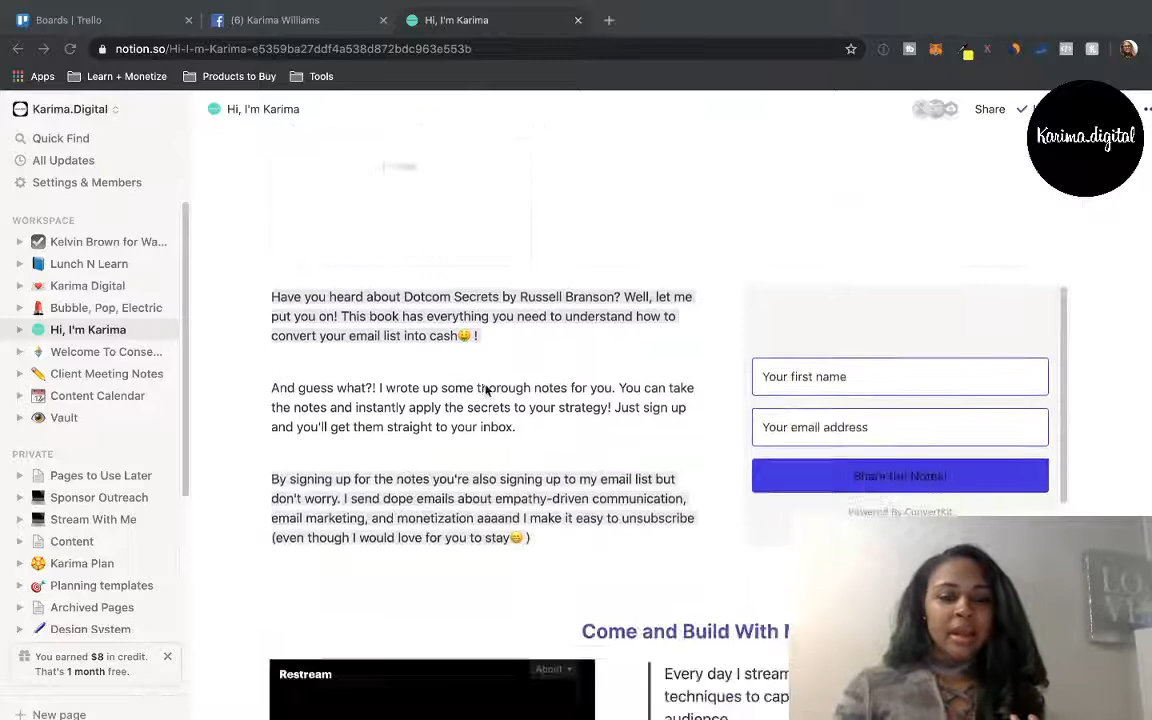 Boards | Trello
(6) Karima Williams
Hi, I'm Karima
notion.so/Hi-I-m-Karima-e5359ba27ddf4a538d872bdc963e553b
Apps
Learn + Monetize
Products to Buy
Tools
Karima.Digital
Hi, I'm Karima
Share
Karima.digital
Quick Find
All Updates
Settings & Members
WORKSPACE
Kelvin Brown for Wa...
Lunch N Learn
Karima Digital
Bubble, Pop, Electric
Hi, I'm Karima
Welcome To Conse...
Client Meeting Notes
Content Calendar
Vault
PRIVATE
Pages to Use Later
Sponsor Outreach
Stream With Me
Content
Karima Plan
Planning templates
Archived Pages
Design System
You earned $8 in credit.
That's 1 month free.
New page
Have you heard about Dotcom Secrets by Russell Branson? Well, let me
put you on! This book has everything you need to understand how to
convert your email list into cash🤑 !
And guess what?! I wrote up some thorough notes for you. You can take
the notes and instantly apply the secrets to your strategy! Just sign up
and you'll get them straight to your inbox.
By signing up for the notes you're also signing up to my email list but
don't worry. I send dope emails about empathy-driven communication,
email marketing, and monetization aaaand I make it easy to unsubscribe
(even though I would love for you to stay😄 )
Your first name
Your email address
Share the Notes!
Powered By ConvertKit
Come and Build With
Restream
About
Every day I stream
techniques to cap
audience
LO